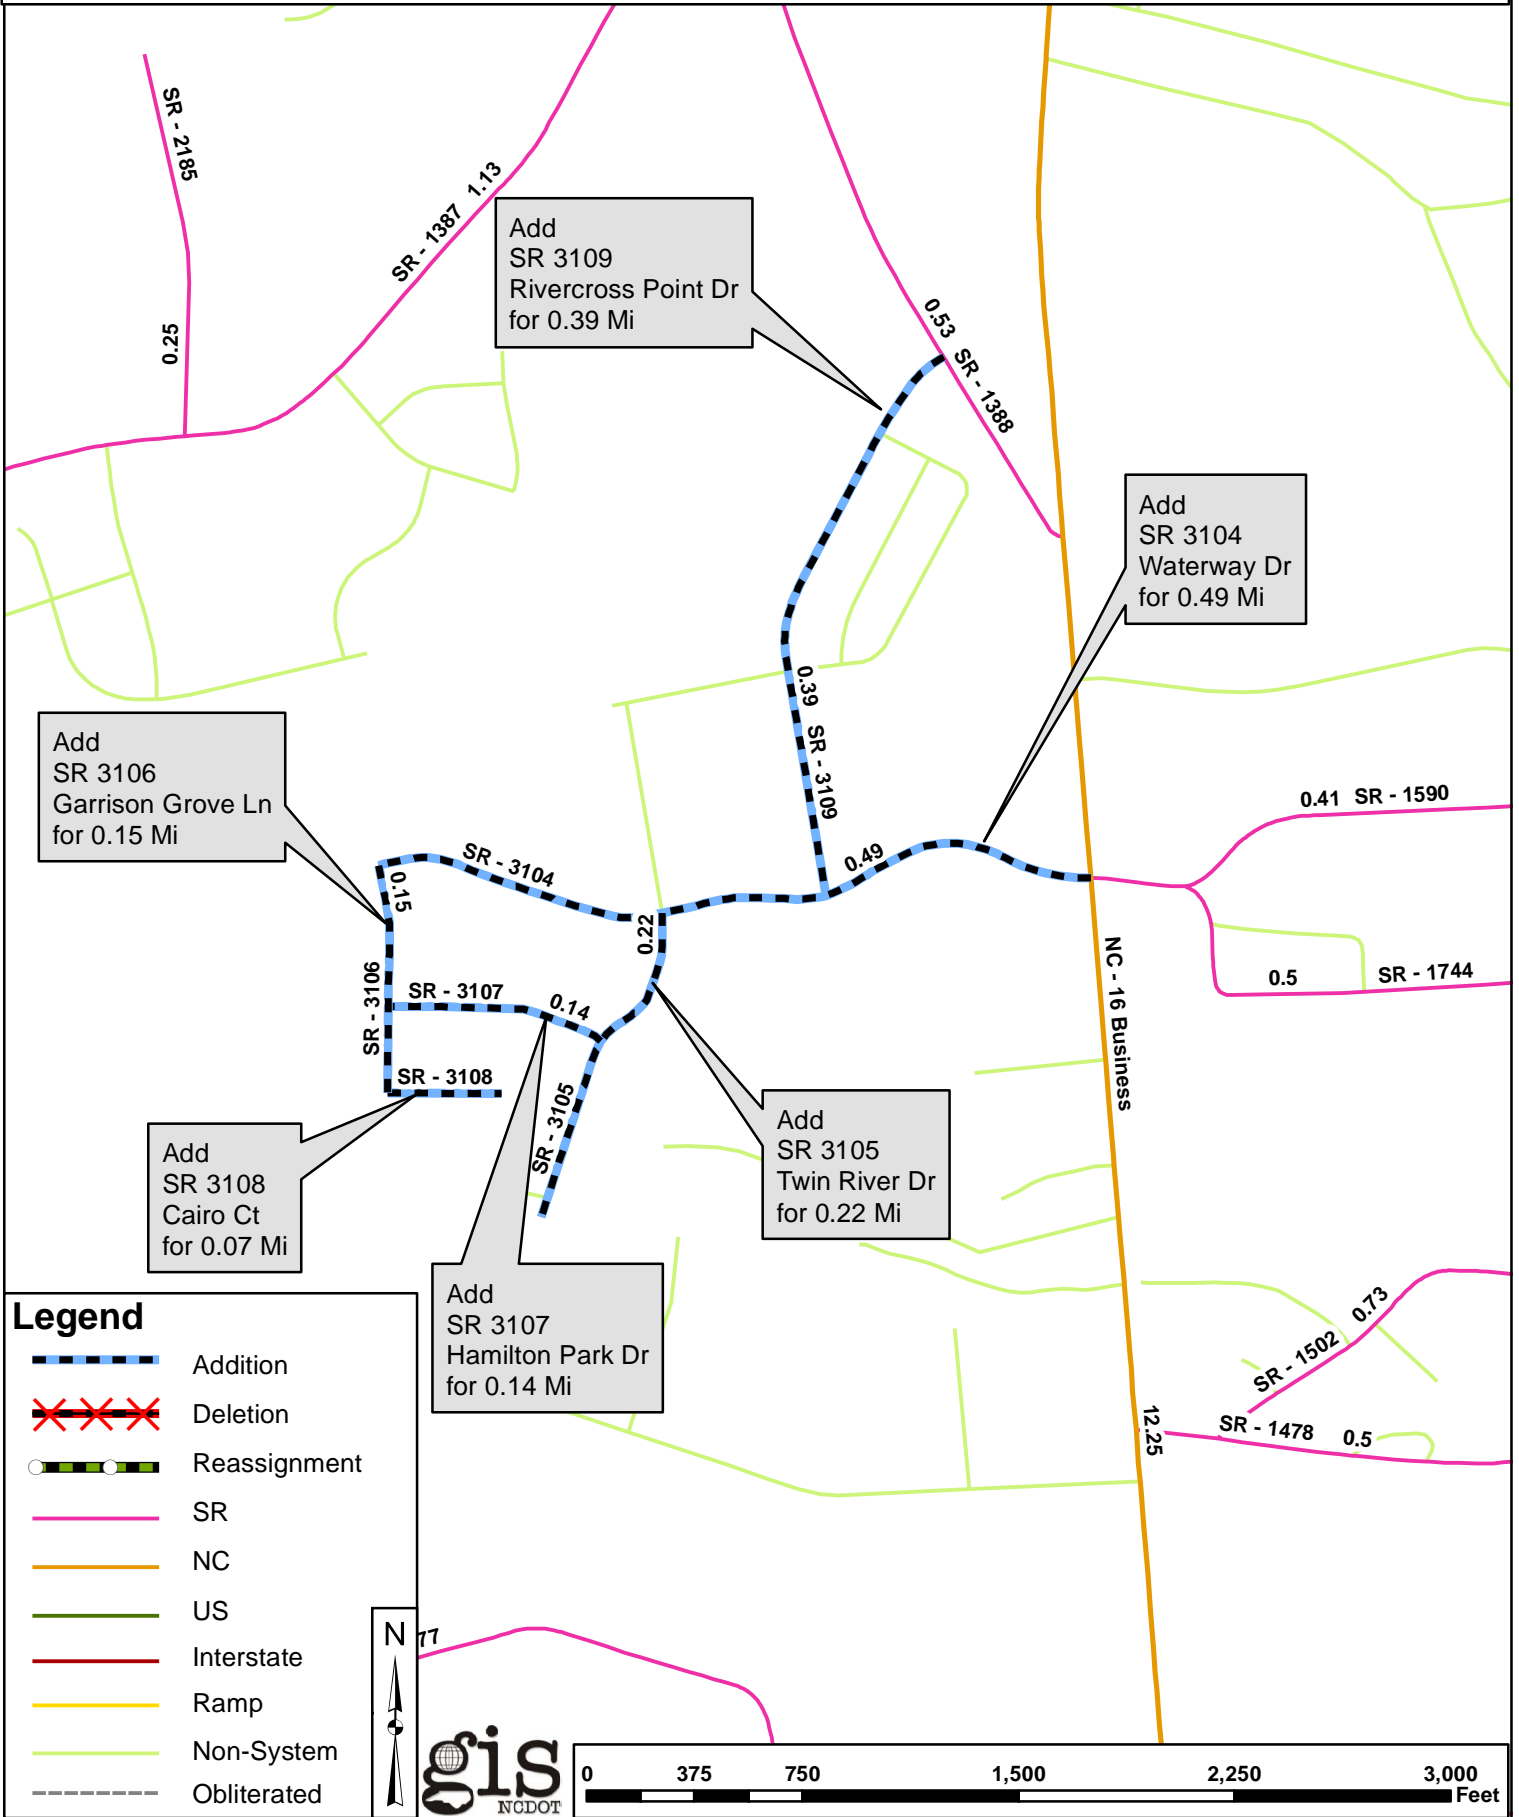 SR - 2185
SR - 1387 1.13
0.25
Add
SR 3109
Rivercross Point Dr
for 0.39 Mi
0.53 SR - 1388
Add
SR 3104
Waterway Dr
for 0.49 Mi
0.39 SR - 3109
Add
SR 3106
Garrison Grove Ln
for 0.15 Mi
0.41 SR - 1590
SR - 3104
0.49
0.15
0.22
NC - 16 Business
0.5 SR - 1744
SR - 3106
SR - 3107 0.14
SR - 3108
SR - 3105
Add
SR 3105
Twin River Dr
for 0.22 Mi
Add
SR 3108
Cairo Ct
for 0.07 Mi
Add
SR 3107
Hamilton Park Dr
for 0.14 Mi
SR - 1502 0.73
12.25
SR - 1478 0.5
Legend
Addition
Deletion
Reassignment
SR
NC
US
Interstate
Ramp
Non-System
Obliterated
N
77
gis
NCDOT
0 375 750 1,500 2,250 3,000
Feet